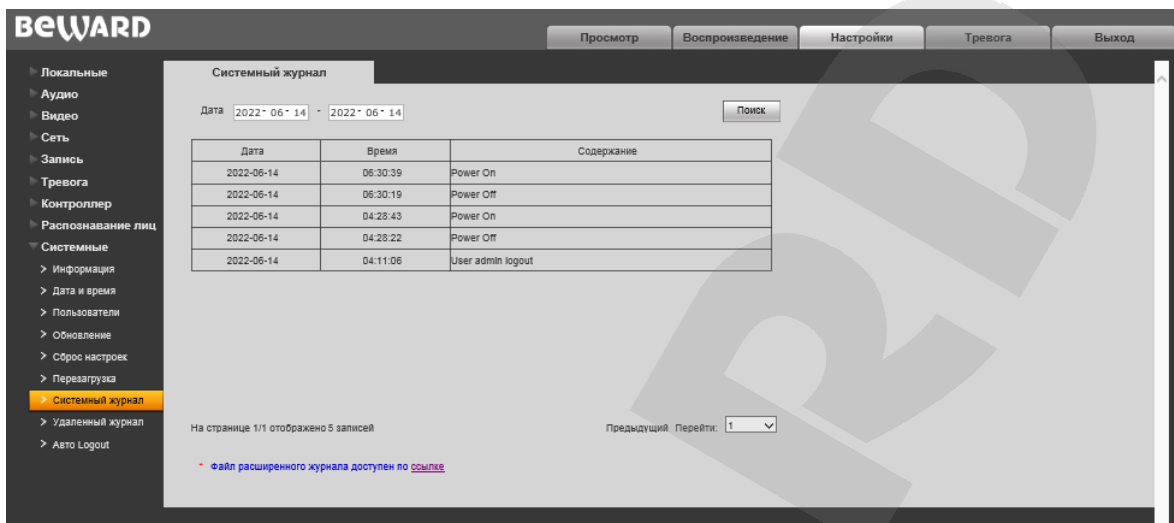 BEWARD
Просмотр Воспроизведение Настройки Тревога Выход
Локальные
Аудио
Видео
Сеть
Запись
Тревога
Контроллер
Распознавание лиц
Системные
Информация
Дата и время
Пользователи
Обновление
Сброс настроек
Перезагрузка
Системный журнал
Удаленный журнал
Авто Logout
Системный журнал
Дата 2022-06-14 - 2022-06-14 Поиск
Дата Время Содержание
2022-06-14 06:30:39 Power On
2022-06-14 06:30:19 Power Off
2022-06-14 04:28:43 Power On
2022-06-14 04:28:22 Power Off
2022-06-14 04:11:06 User admin logout
На странице 1/1 отображено 5 записей Предыдущий Перейти: 1
* Файл расширенного журнала доступен по ссылке
RD